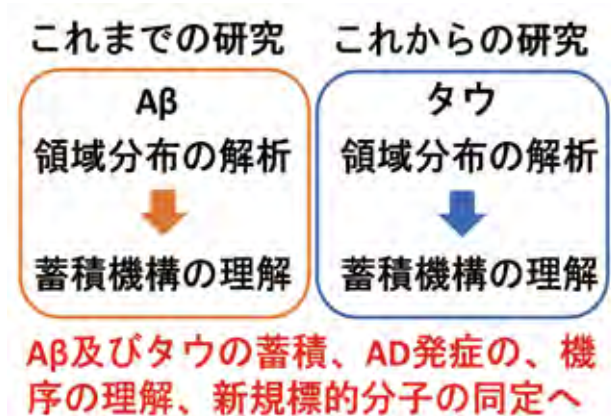 これまでの研究
Aβ
領域分布の解析
蓄積機構の理解
これからの研究
タウ
領域分布の解析
蓄積機構の理解
Aβ及びタウの蓄積、AD発症の、機
序の理解、新規標的分子の同定へ